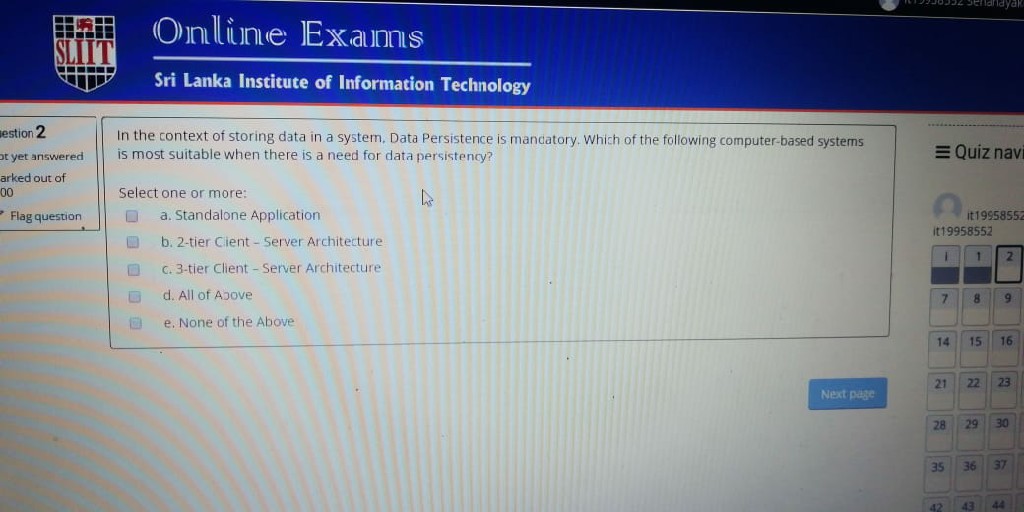 SLIIT
Online Exams
Sri Lanka Institute of Information Technology
estion 2
ot yet answered
arked out of
00
Flag question
In the context of storing data in a system, Data Persistence is mandatory. Which of the following computer-based systems
is most suitable when there is a need for data persistency?
Select one or more:
a. Standalone Application
b. 2-tier Client – Server Architecture
c. 3-tier Client – Server Architecture
d. All of Above
e. None of the Above
Next page
Quiz navi
it19958552
it19958552
i 1 2
7 8 9
14 15 16
21 22 23
28 29 30
35 36 37
42 43 44